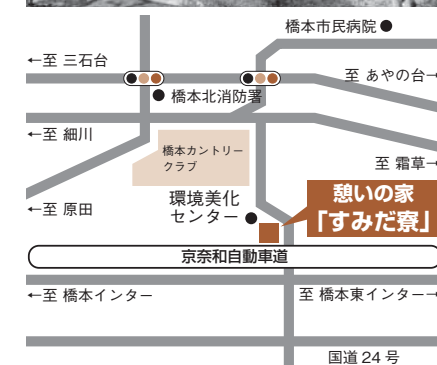 橋本市民病院
←至 三石台
至 あやの台→
橋本北消防署
←至 細川
橋本カントリー
クラブ
至 霜草→
環境美化
センター
←至 原田
憩いの家
「すみだ寮」
京奈和自動車道
←至 橋本インター
至 橋本東インター→
国道24号